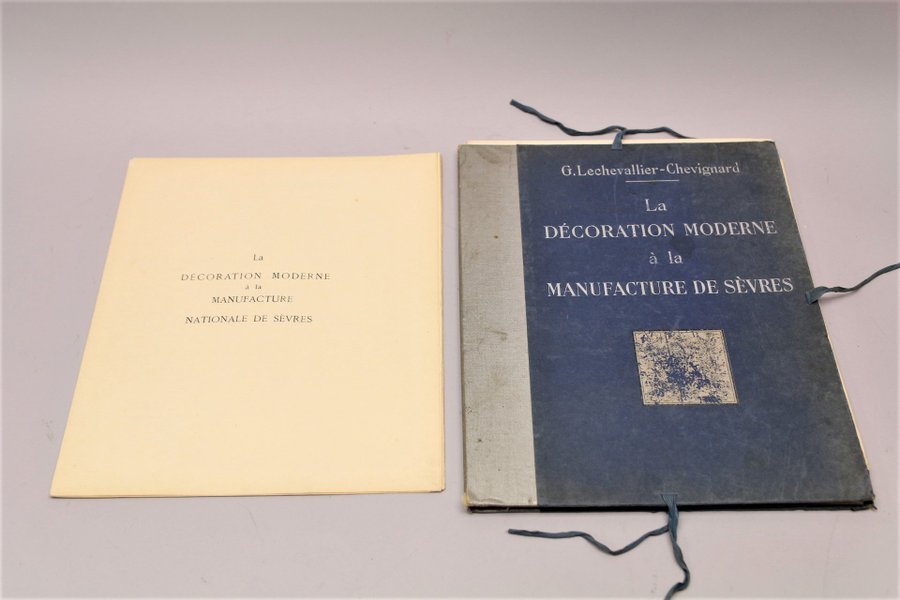 La
DÉCORATION MODERNE
à la
MANUFACTURE
NATIONALE DE SÈVRES
G. Lechevallier-Chevignard
La
DÉCORATION MODERNE
à la
MANUFACTURE DE SÈVRES